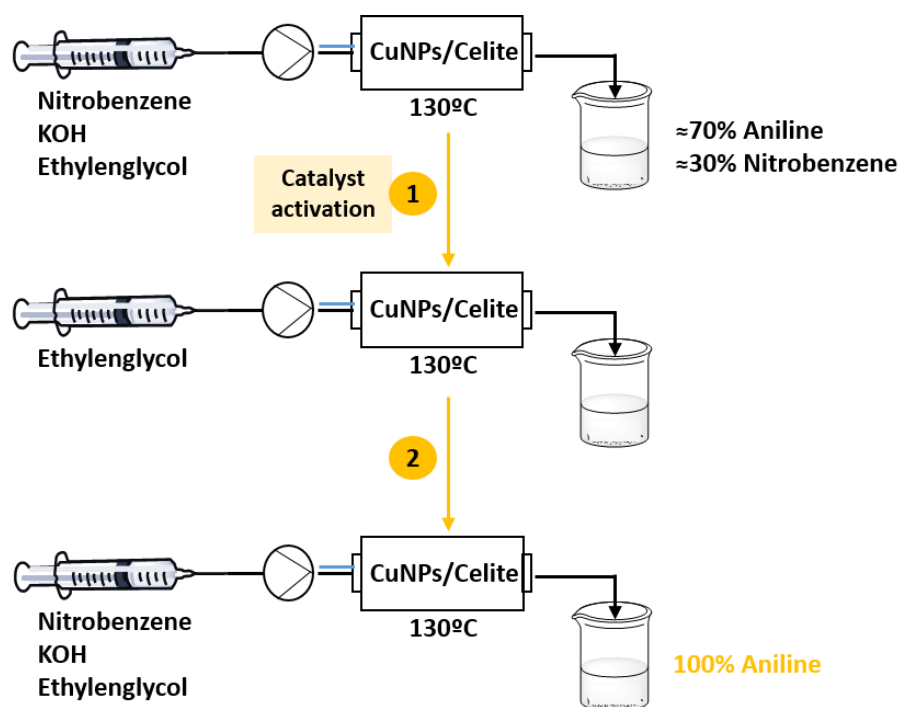 CuNPs/Celite
130ºC
Nitrobenzene
KOH
Ethylenglycol
≈70% Aniline
≈30% Nitrobenzene
Catalyst
activation
1
CuNPs/Celite
130ºC
Ethylenglycol
2
CuNPs/Celite
130ºC
Nitrobenzene
KOH
Ethylenglycol
100% Aniline